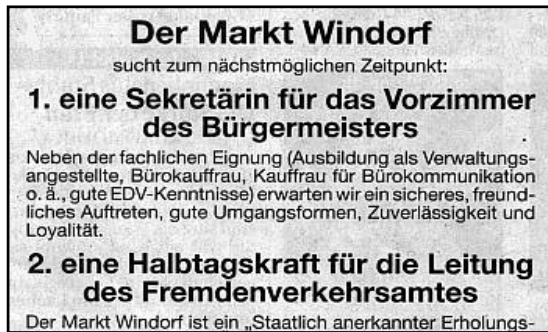 Der Markt Windorf
sucht zum nächstmöglichen Zeitpunkt:
1. eine Sekretärin für das Vorzimmer
des Bürgermeisters
Neben der fachlichen Eignung (Ausbildung als Verwaltungs-
angestellte, Bürokauffrau, Kauffrau für Bürokommunikation
o. ä., gute EDV-Kenntnisse) erwarten wir ein sicheres, freund-
liches Auftreten, gute Umgangsformen, Zuverlässigkeit und
Loyalität.
2. eine Halbtagskraft für die Leitung
des Fremdenverkehrsamtes
Der Markt Windorf ist ein „Staatlich anerkannter Erholungs-